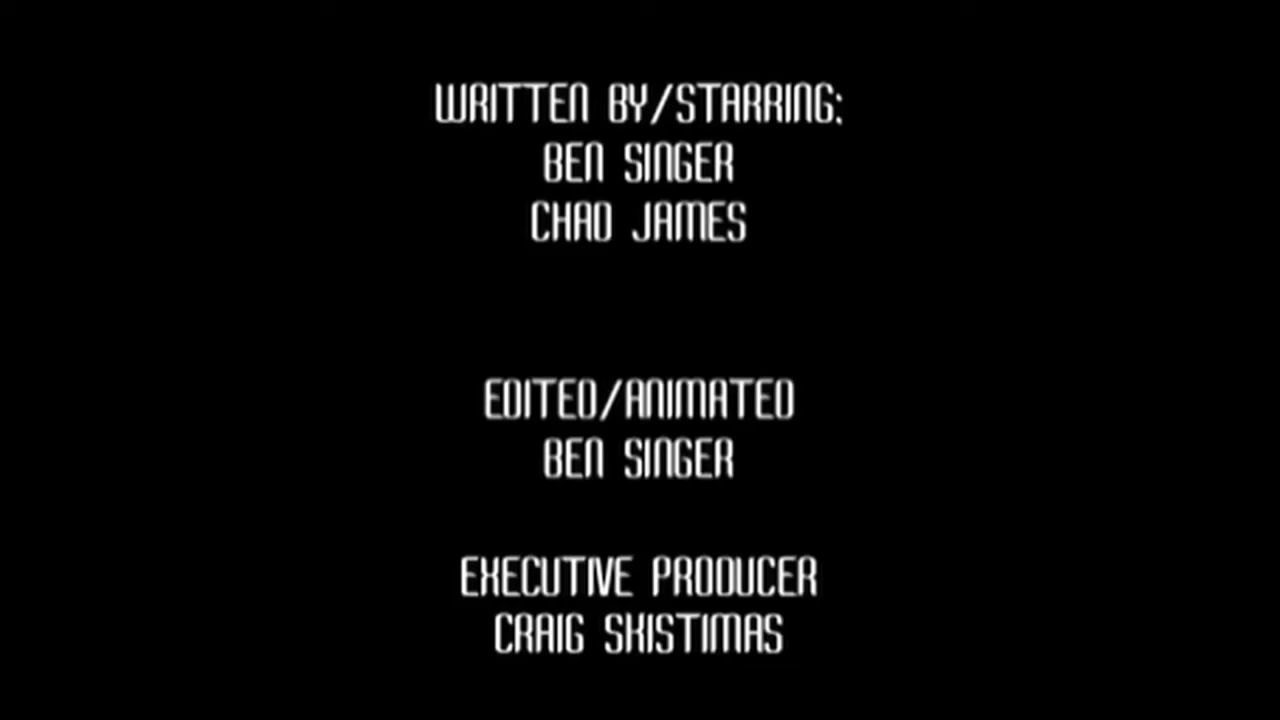 WRITTEN BY/STARRING:
BEN SINGER
CHAD JAMES
EDITED/ANIMATED
BEN SINGER
EXECUTIVE PRODUCER
CRAIG SKISTIMAS